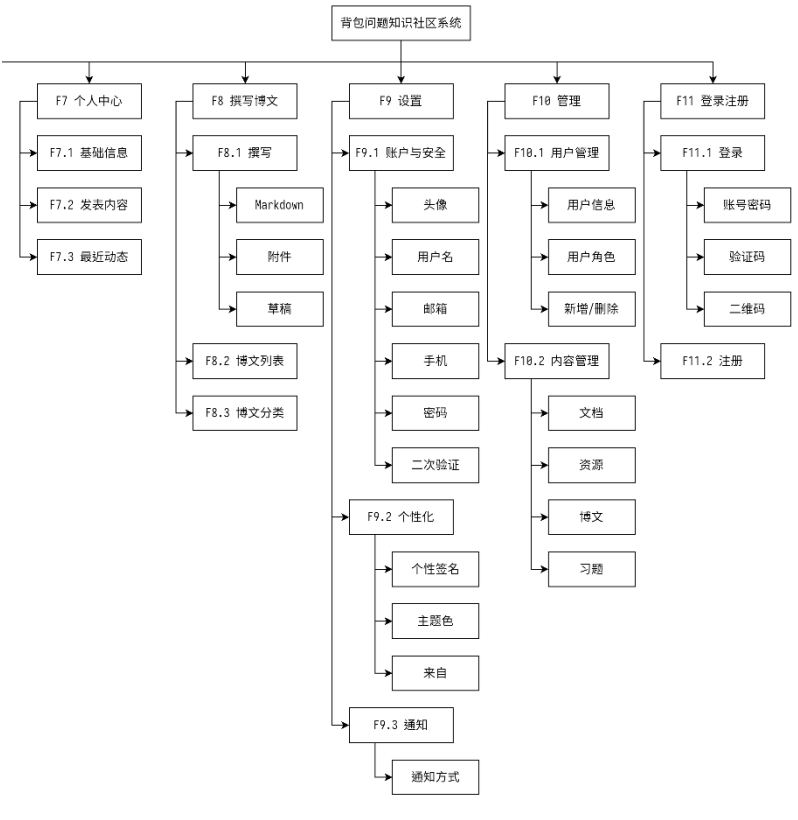 背包问题知识社区系统
F7 个人中心
F7.1 基础信息
F7.2 发表内容
F7.3 最近动态
F8 撰写博文
F8.1 撰写
Markdown
附件
草稿
F8.2 博文列表
F8.3 博文分类
F9 设置
F9.1 账户与安全
头像
用户名
邮箱
手机
密码
二次验证
F9.2 个性化
个性签名
主题色
来自
F9.3 通知
通知方式
F10 管理
F10.1 用户管理
用户信息
用户角色
新增/删除
F10.2 内容管理
文档
资源
博文
习题
F11 登录注册
F11.1 登录
账号密码
验证码
二维码
F11.2 注册